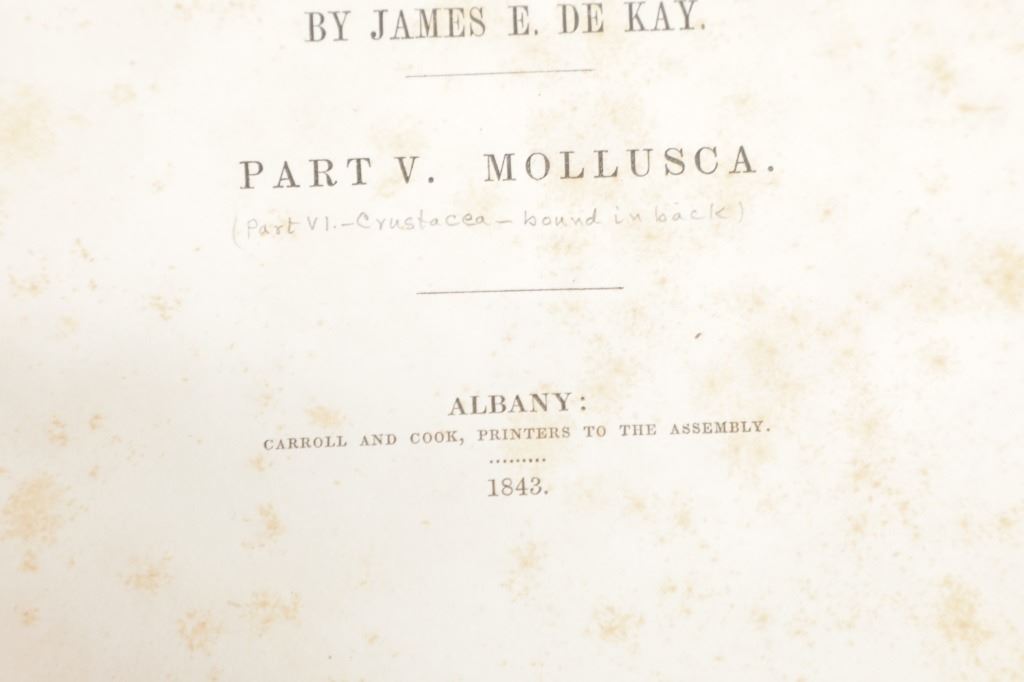 BY JAMES E. DE KAY.
PART V. MOLLUSCA.
(Part VI.-Crustacea-bound in back)
ALBANY:
CARROLL AND COOK, PRINTERS TO THE ASSEMBLY.
.........
1843.